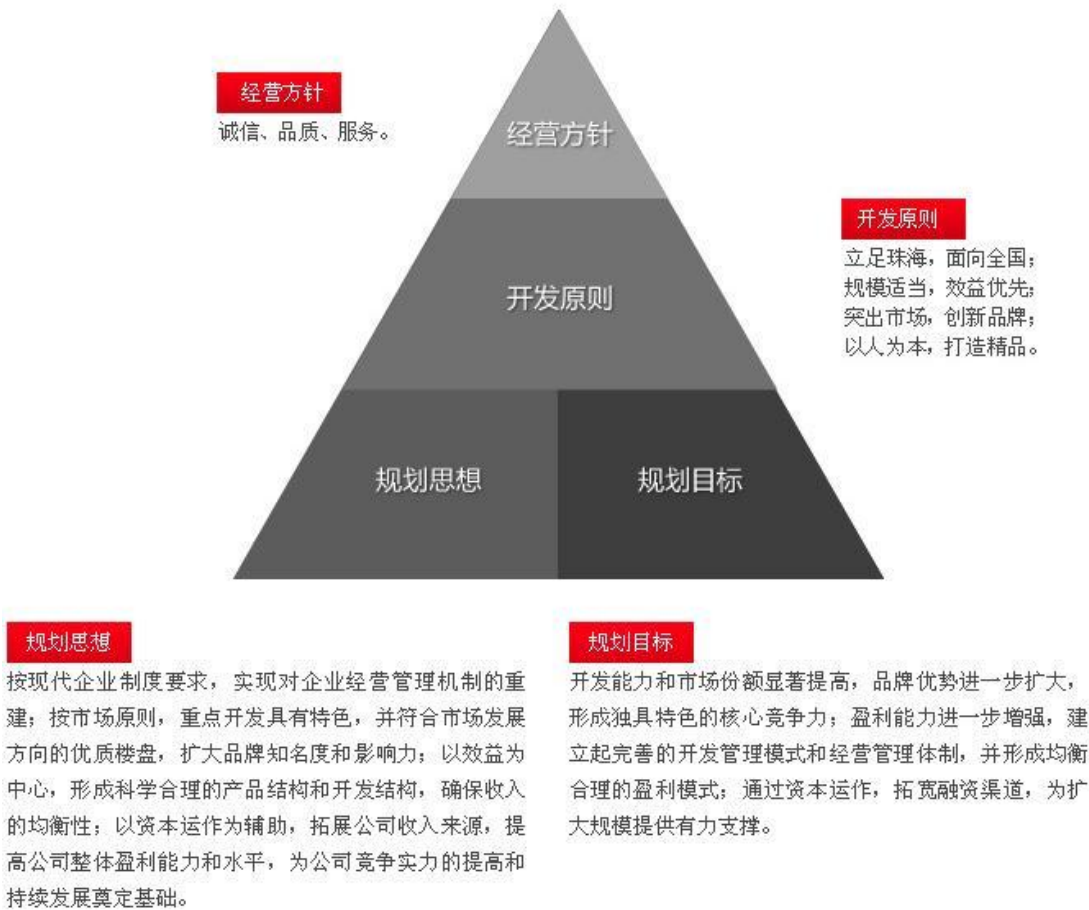 经营方针
诚信、品质、服务。
经营方针
开发原则
立足珠海，面向全国；
规模适当，效益优先；
突出市场，创新品牌；
以人为本，打造精品。
开发原则
规划思想
规划目标
规划思想
按现代企业制度要求，实现对企业经营管理机制的重
建；按市场原则，重点开发具有特色，并符合市场发展
方向的优质楼盘，扩大品牌知名度和影响力；以效益为
中心，形成科学合理的产品结构和开发结构，确保收入
的均衡性；以资本运作为辅助，拓展公司收入来源，提
高公司整体盈利能力和水平，为公司竞争实力的提高和
持续发展奠定基础。
规划目标
开发能力和市场份额显著提高，品牌优势进一步扩大，
形成独具特色的核心竞争力；盈利能力进一步增强，建
立起完善的开发管理模式和经营管理体制，并形成均衡
合理的盈利模式；通过资本运作，拓宽融资渠道，为扩
大规模提供有力支撑。